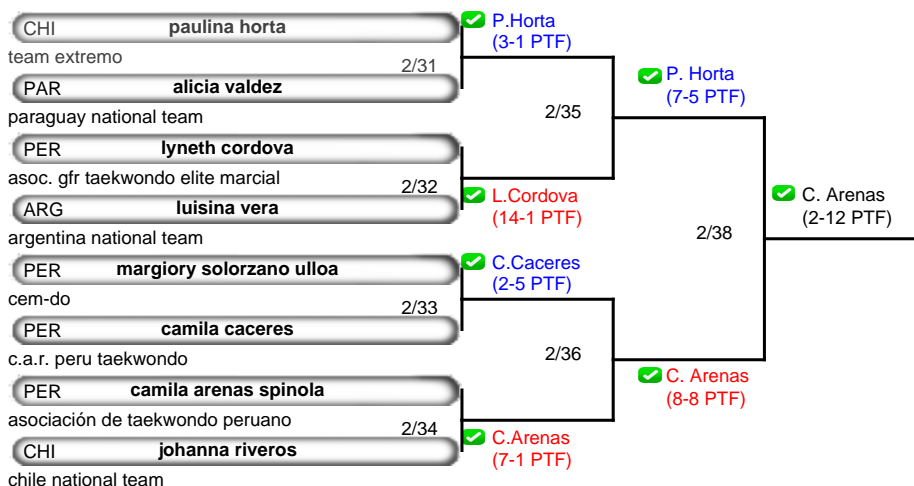 CHI paulina horta
team extremo
PAR alicia valdez
paraguay national team
PER lyneth cordova
asoc. gfr taekwondo elite marcial
ARG luisina vera
argentina national team
PER margiory solorzano ulloa
cem-do
PER camila caceres
c.a.r. peru taekwondo
PER camila arenas spinola
asociación de taekwondo peruano
CHI johanna riveros
chile national team
2/31
2/32
2/33
2/34
P.Horta
(3-1 PTF)
L.Cordova
(14-1 PTF)
C.Caceres
(2-5 PTF)
C.Arenas
(7-1 PTF)
2/35
2/36
P. Horta
(7-5 PTF)
C. Arenas
(8-8 PTF)
2/38
C. Arenas
(2-12 PTF)